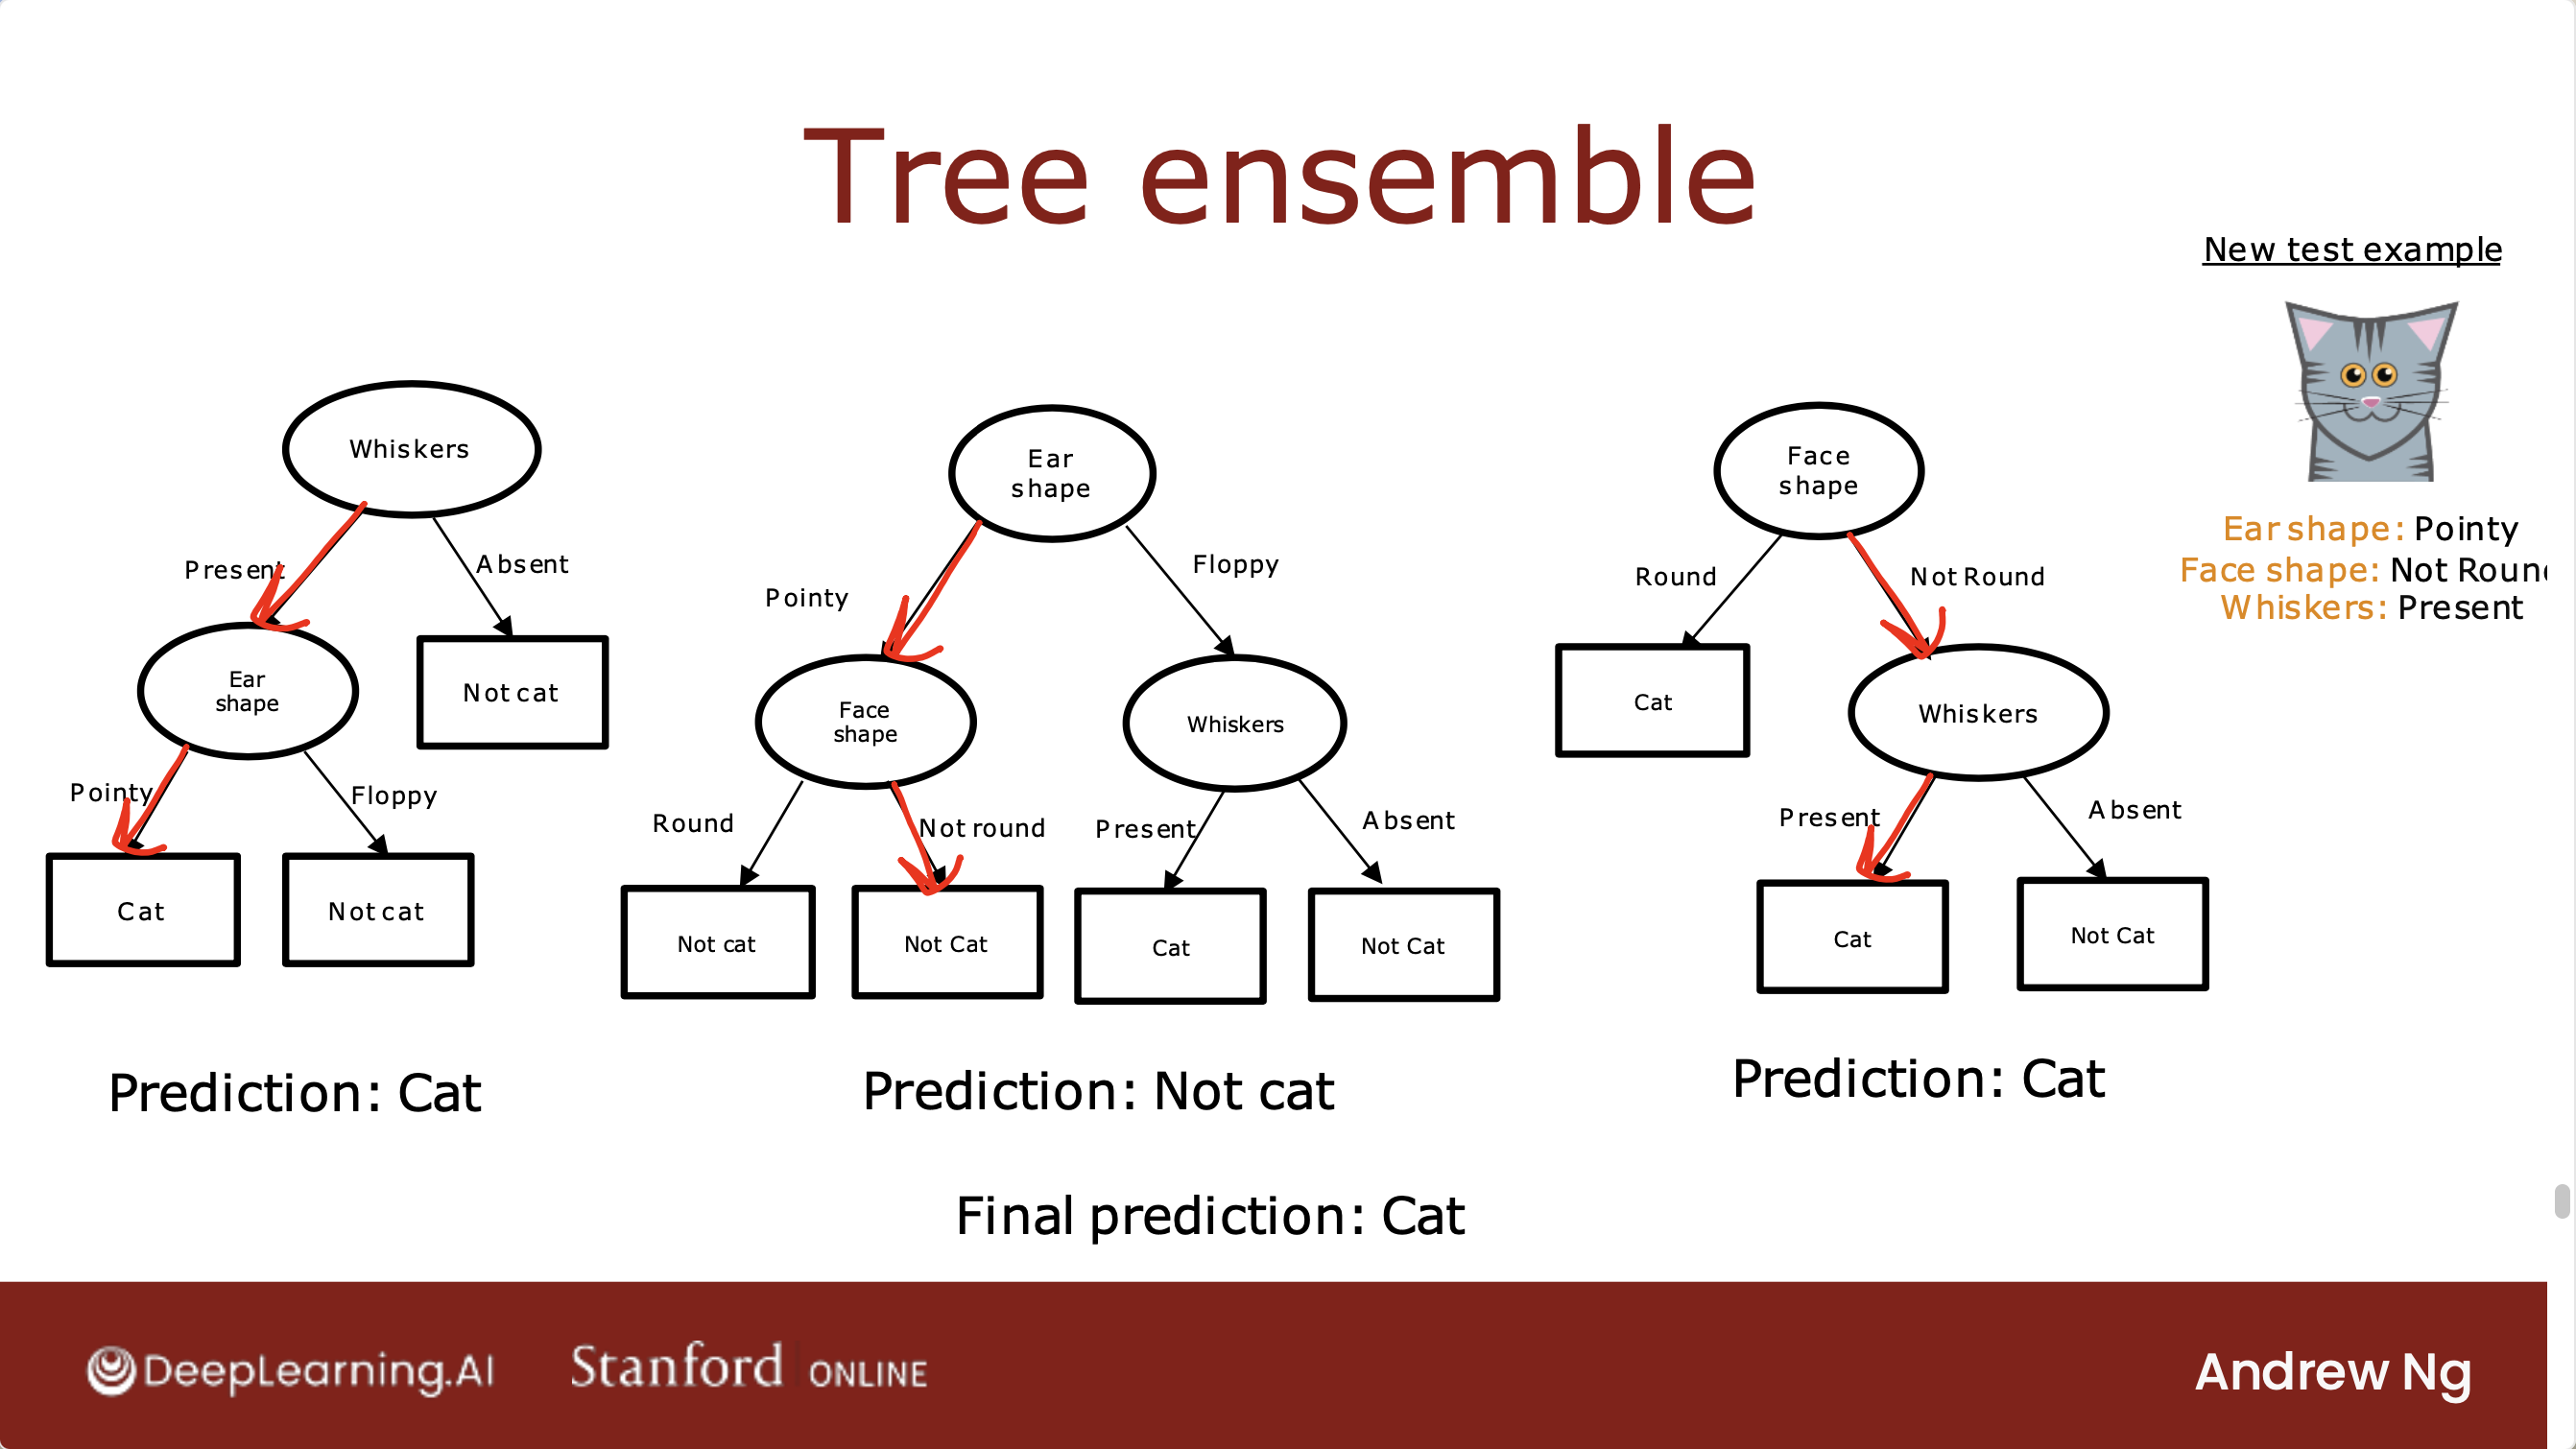 Tree ensemble
New test example
Ear shape: Pointy
Face shape: Not Roun
Whiskers: Present
Whiskers
Present
Absent
Ear
shape
Not cat
Pointy
Floppy
Cat
Not cat
Prediction: Cat
Ear
shape
Pointy
Floppy
Face
shape
Whiskers
Round
Not round
Present
Absent
Not cat
Not Cat
Cat
Not Cat
Prediction: Not cat
Face
shape
Round
Not Round
Cat
Whiskers
Present
Absent
Cat
Not Cat
Prediction: Cat
Final prediction: Cat
DeepLearning.AI
Stanford ONLINE
Andrew Ng